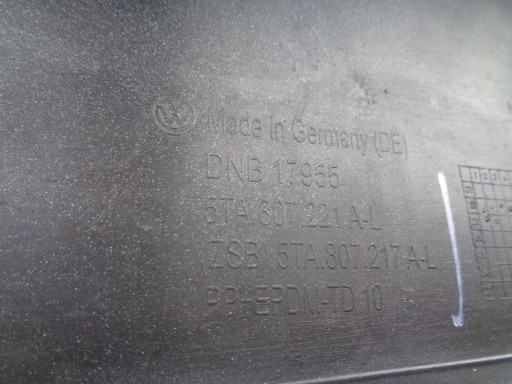 Made in Germany (DE)
DNB 17955
5TA.807.221 A-L
ZSB! 5TA.807.217 A-L
PP+EPDM-TD 10